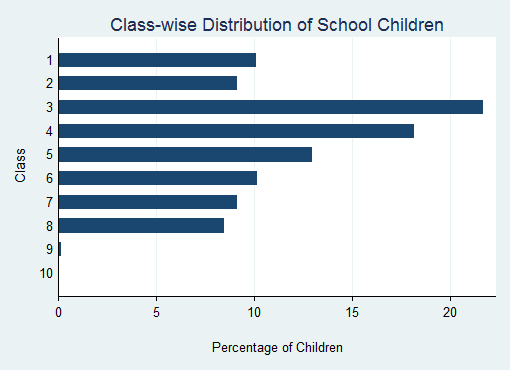 Class-wise Distribution of School Children
1
2
3
4
5
6
7
8
9
10
Class
0 5 10 15 20
Percentage of Children